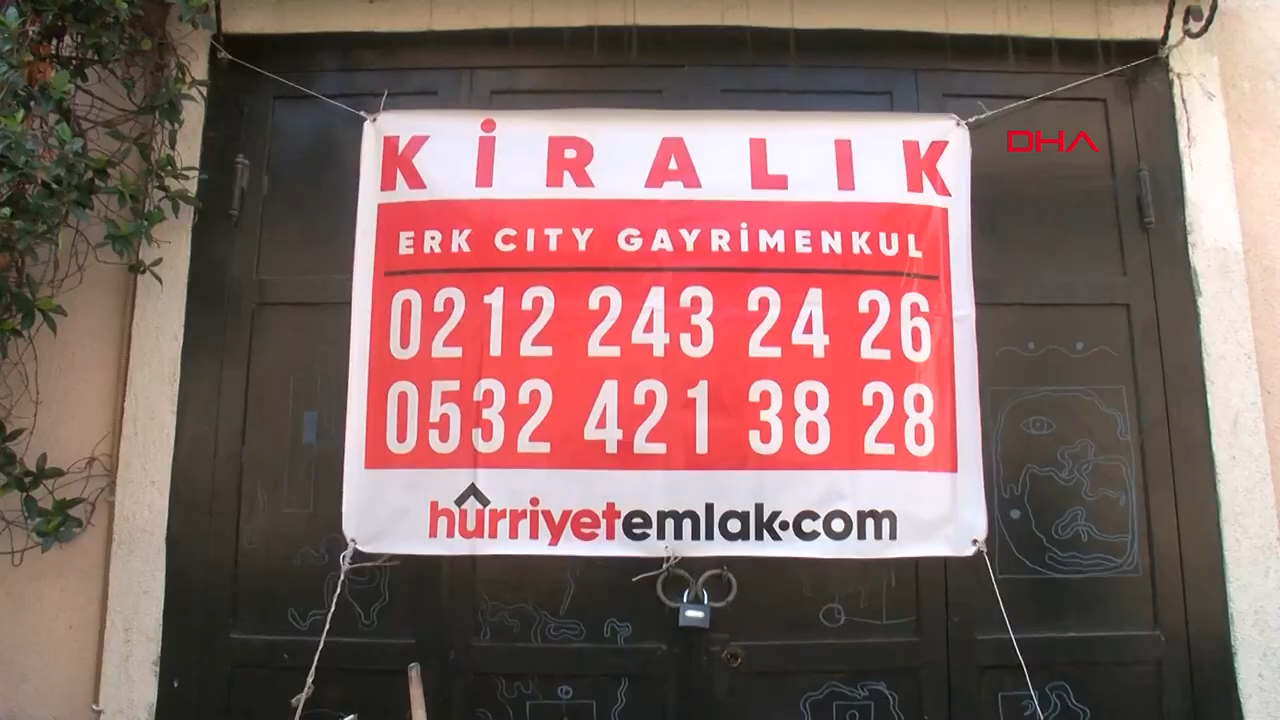 KİRALIK
DHA
ERK CITY GAYRİMENKUL
0212 243 24 26
0532 421 38 28
hürriyetemlak.com